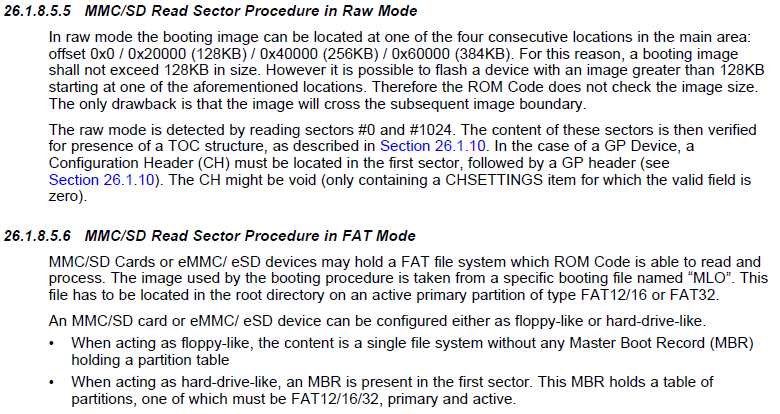 26.1.8.5.5 MMC/SD Read Sector Procedure in Raw Mode
In raw mode the booting image can be located at one of the four consecutive locations in the main area:
offset 0x0 / 0x20000 (128KB) / 0x40000 (256KB) / 0x60000 (384KB). For this reason, a booting image
shall not exceed 128KB in size. However it is possible to flash a device with an image greater than 128KB
starting at one of the aforementioned locations. Therefore the ROM Code does not check the image size.
The only drawback is that the image will cross the subsequent image boundary.
The raw mode is detected by reading sectors #0 and #1024. The content of these sectors is then verified
for presence of a TOC structure, as described in Section 26.1.10. In the case of a GP Device, a
Configuration Header (CH) must be located in the first sector, followed by a GP header (see
Section 26.1.10). The CH might be void (only containing a CHSETTINGS item for which the valid field is
zero).
26.1.8.5.6 MMC/SD Read Sector Procedure in FAT Mode
MMC/SD Cards or eMMC/ eSD devices may hold a FAT file system which ROM Code is able to read and
process. The image used by the booting procedure is taken from a specific booting file named “MLO”. This
file has to be located in the root directory on an active primary partition of type FAT12/16 or FAT32.
An MMC/SD card or eMMC/ eSD device can be configured either as floppy-like or hard-drive-like.
• When acting as floppy-like, the content is a single file system without any Master Boot Record (MBR)
holding a partition table
• When acting as hard-drive-like, an MBR is present in the first sector. This MBR holds a table of
partitions, one of which must be FAT12/16/32, primary and active.